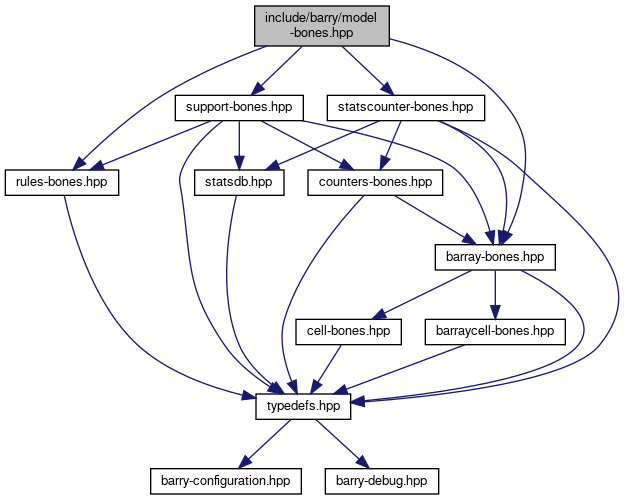 include/barry/model
-bones.hpp
support-bones.hpp
statscounter-bones.hpp
rules-bones.hpp
statsdb.hpp
counters-bones.hpp
barray-bones.hpp
cell-bones.hpp
barraycell-bones.hpp
typedefs.hpp
barry-configuration.hpp
barry-debug.hpp